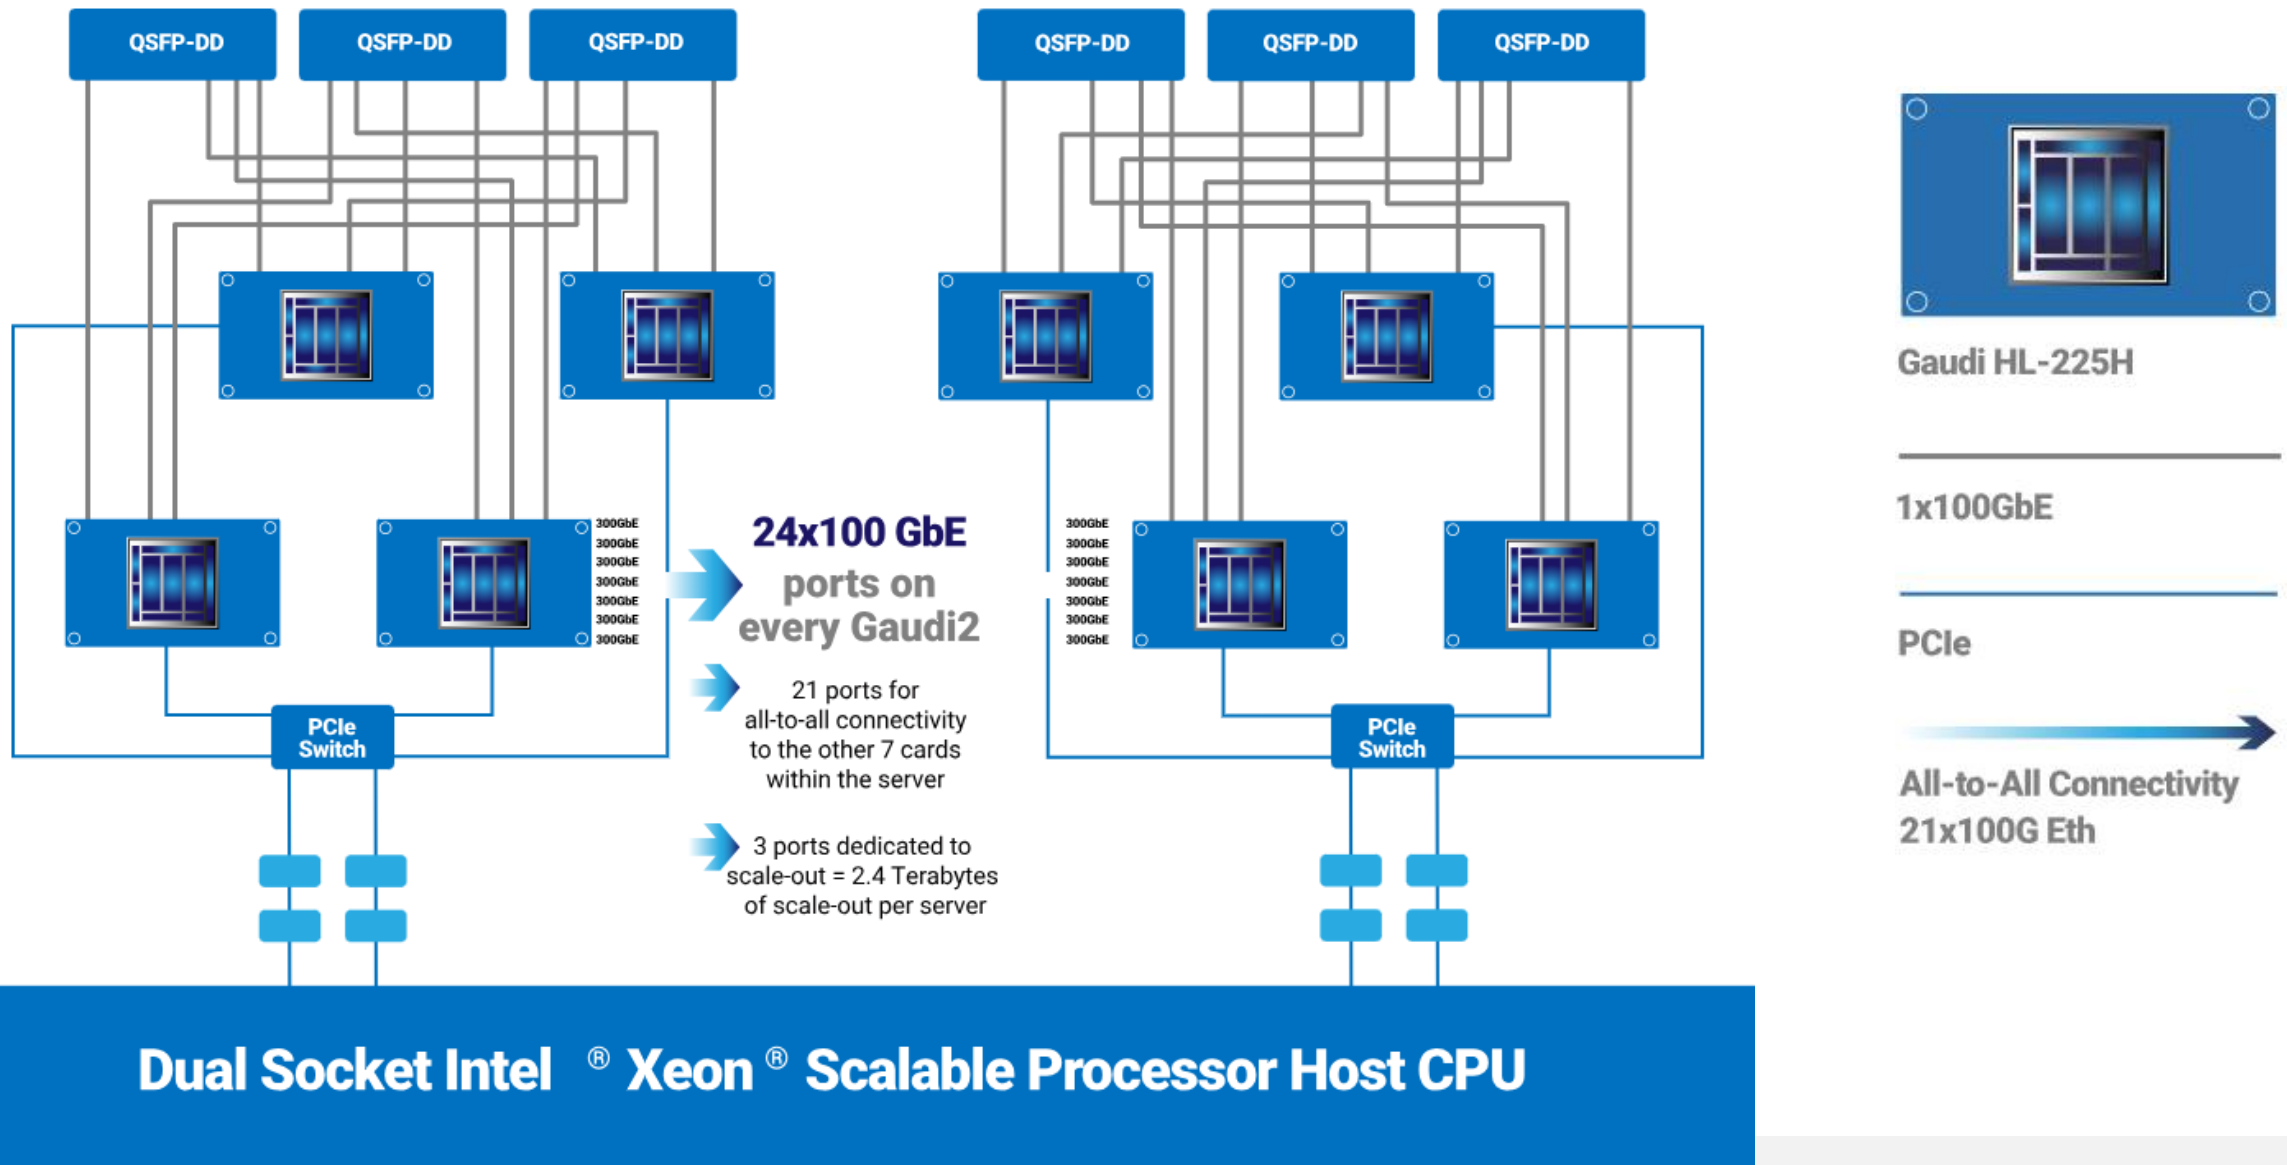 QSFP-DD
QSFP-DD
QSFP-DD
QSFP-DD
QSFP-DD
QSFP-DD
300GbE
300GbE
300GbE
300GbE
300GbE
300GbE
300GbE
24x100 GbE
ports on
every Gaudi2
21 ports for
all-to-all connectivity
to the other 7 cards
within the server
3 ports dedicated to
scale-out = 2.4 Terabytes
of scale-out per server
300GbE
300GbE
300GbE
300GbE
300GbE
300GbE
300GbE
PCIe
Switch
PCIe
Switch
Dual Socket Intel ® Xeon ® Scalable Processor Host CPU
Gaudi HL-225H
1x100GbE
PCIe
All-to-All Connectivity
21x100G Eth